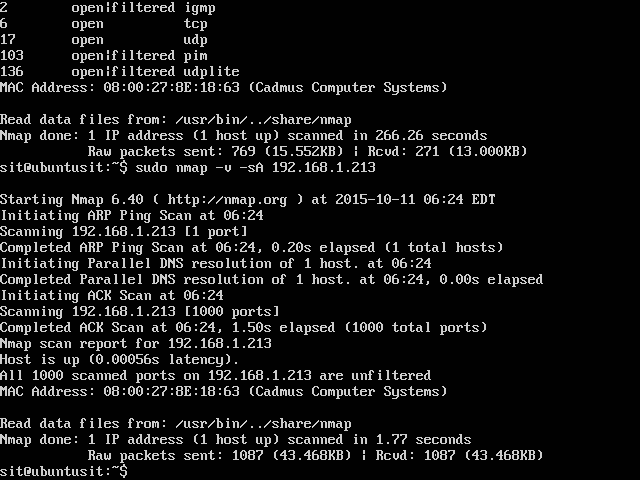 2        open|filtered igmp
6        open          tcp
17       open          udp
103      open|filtered pim
136      open|filtered udplite
MAC Address: 08:00:27:8E:18:63 (Cadmus Computer Systems)

Read data files from: /usr/bin/../share/nmap
Nmap done: 1 IP address (1 host up) scanned in 266.26 seconds
           Raw packets sent: 769 (15.552KB) | Rcvd: 271 (13.000KB)
sit@ubuntusit:~$ sudo nmap -v -sA 192.168.1.213

Starting Nmap 6.40 ( http://nmap.org ) at 2015-10-11 06:24 EDT
Initiating ARP Ping Scan at 06:24
Scanning 192.168.1.213 [1 port]
Completed ARP Ping Scan at 06:24, 0.20s elapsed (1 total hosts)
Initiating Parallel DNS resolution of 1 host. at 06:24
Completed Parallel DNS resolution of 1 host. at 06:24, 0.00s elapsed
Initiating ACK Scan at 06:24
Scanning 192.168.1.213 [1000 ports]
Completed ACK Scan at 06:24, 1.50s elapsed (1000 total ports)
Nmap scan report for 192.168.1.213
Host is up (0.00056s latency).
All 1000 scanned ports on 192.168.1.213 are unfiltered
MAC Address: 08:00:27:8E:18:63 (Cadmus Computer Systems)

Read data files from: /usr/bin/../share/nmap
Nmap done: 1 IP address (1 host up) scanned in 1.77 seconds
           Raw packets sent: 1087 (43.468KB) | Rcvd: 1087 (43.468KB)
sit@ubuntusit:~$